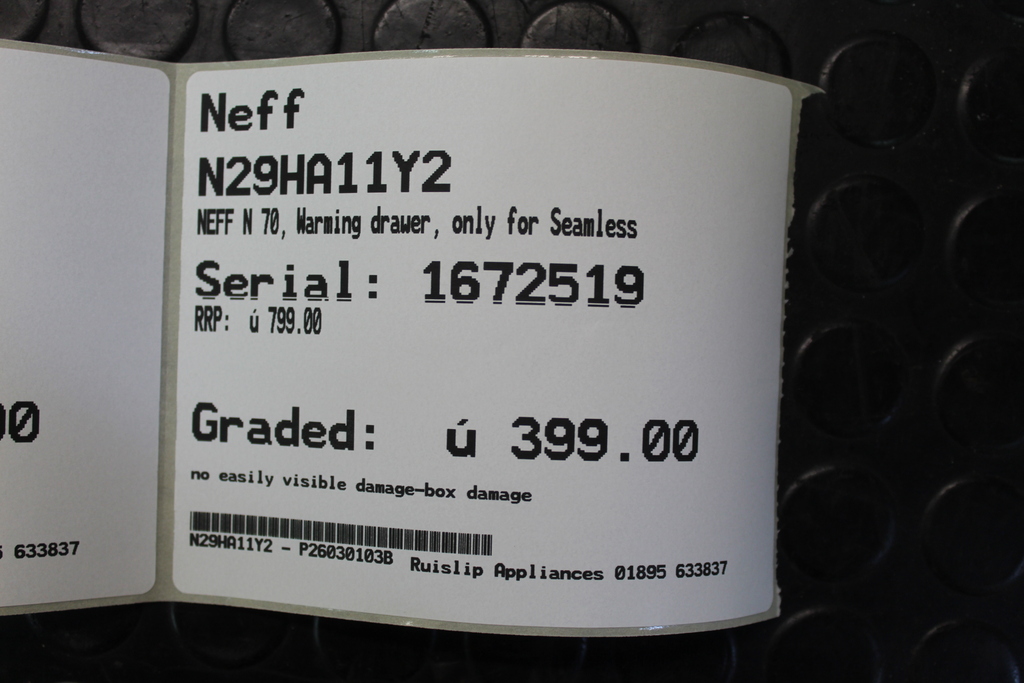 Neff
N29HA11Y2
NEFF N 70, Warming drawer, only for Seamless
Serial: 1672519
RRP: ú 799.00
Graded: ú 399.00
no easily visible damage-box damage
N29HA11Y2 - P26030103B
Ruislip Appliances 01895 633837
00
5 633837